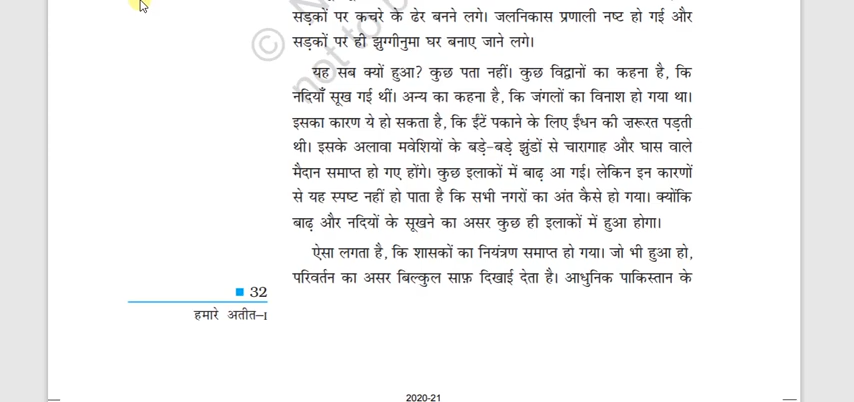 सड़कों पर कचरे के ढेर बनने लगे। जलनिकास प्रणाली नष्ट हो गई और
सड़कों पर ही झुग्गीनुमा घर बनाए जाने लगे।
यह सब क्यों हुआ? कुछ पता नहीं। कुछ विद्वानों का कहना है, कि
नदियाँ सूख गई थीं। अन्य का कहना है, कि जंगलों का विनाश हो गया था।
इसका कारण ये हो सकता है, कि ईंटें पकाने के लिए ईंधन की ज़रूरत पड़ती
थी। इसके अलावा मवेशियों के बड़े-बड़े झुंडों से चारागाह और घास वाले
मैदान समाप्त हो गए होंगे। कुछ इलाकों में बाढ़ आ गई। लेकिन इन कारणों
से यह स्पष्ट नहीं हो पाता है कि सभी नगरों का अंत कैसे हो गया। क्योंकि
बाढ़ और नदियों के सूखने का असर कुछ ही इलाकों में हुआ होगा।
ऐसा लगता है, कि शासकों का नियंत्रण समाप्त हो गया। जो भी हुआ हो,
परिवर्तन का असर बिल्कुल साफ़ दिखाई देता है। आधुनिक पाकिस्तान के
■ 32
हमारे अतीत–I
2020-21
©
not to b